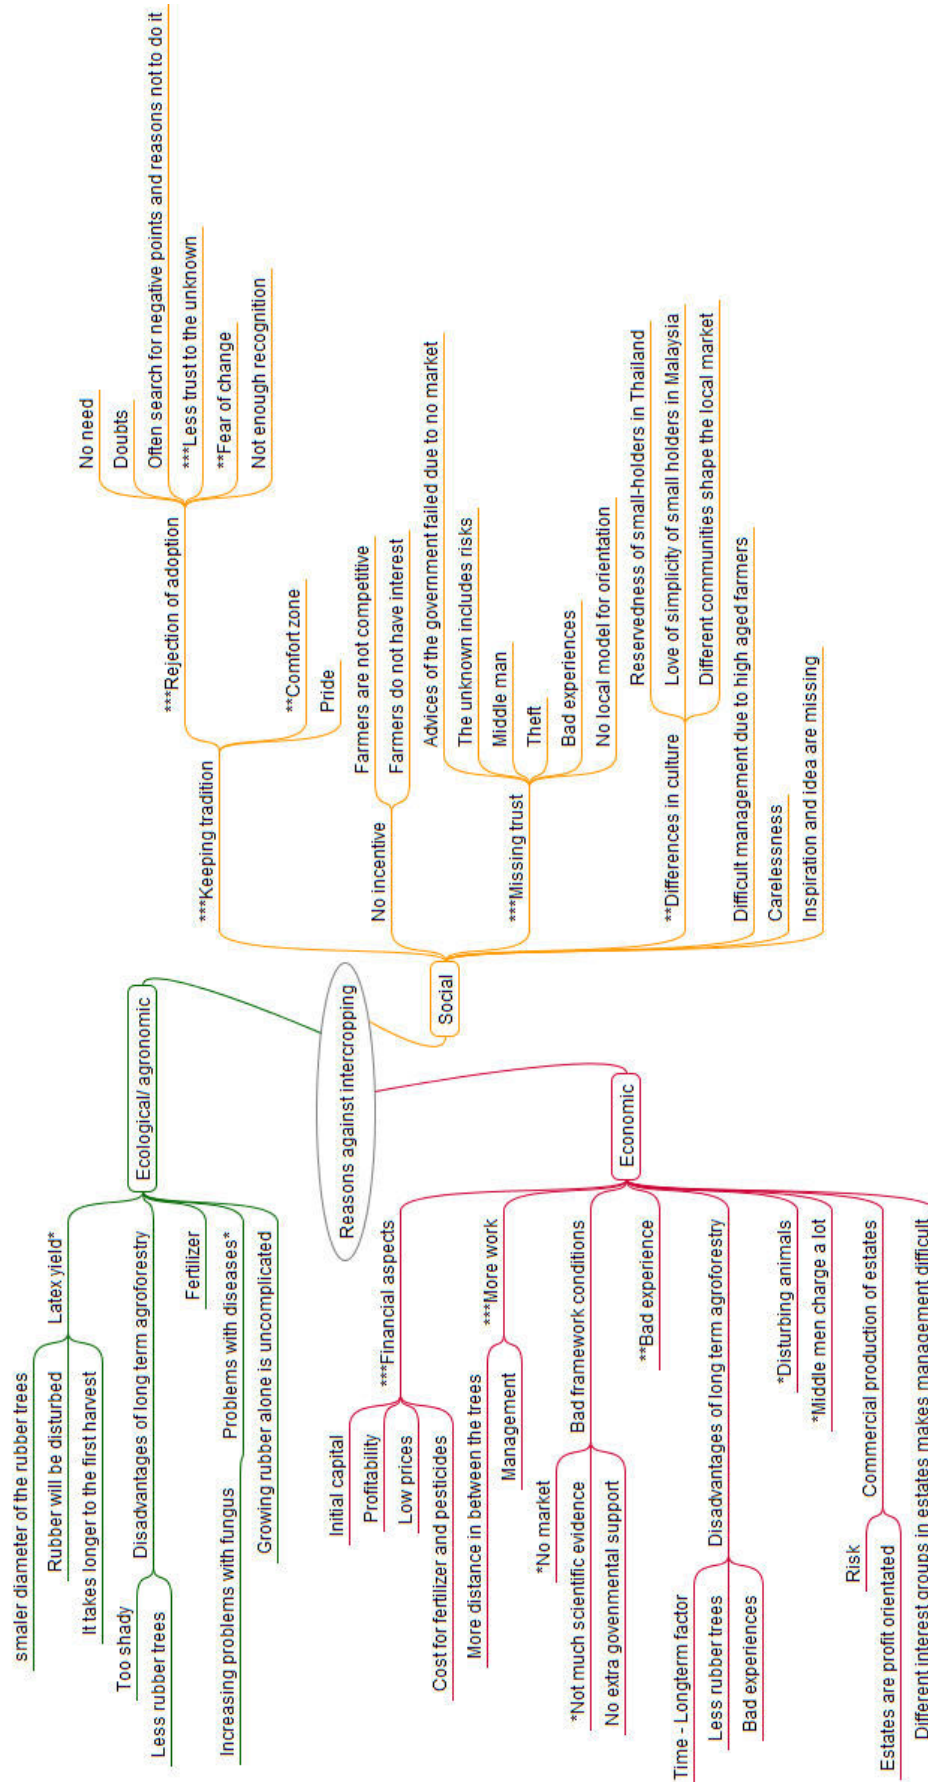 Reasons against intercropping
Ecological/ agronomic
Latex yield*
smaler diameter of the rubber trees
Rubber will be disturbed
It takes longer to the first harvest
Disadvantages of long term agroforestry
Too shady
Less rubber trees
Fertilizer
Problems with diseases*
Increasing problems with fungus
Growing rubber alone is uncomplicated
Social
***Keeping tradition
***Rejection of adoption
No need
Doubts
Often search for negative points and reasons not to do it
***Less trust to the unknown
**Fear of change
Not enough recognition
**Comfort zone
Pride
No incentive
Farmers are not competitive
Farmers do not have interest
***Missing trust
Advices of the government failed due to no market
The unknown includes risks
Middle man
Theft
Bad experiences
No local model for orientation
**Differences in culture
Reservedness of small-holders in Thailand
Love of simplicity of small holders in Malaysia
Different communities shape the local market
Difficult management due to high aged farmers
Carelessness
Inspiration and idea are missing
Economic
***Financial aspects
Initial capital
Profitability
Low prices
Cost for fertilizer and pesticides
***More work
More distance in between the trees
Management
Bad framework conditions
*No market
*Not much scientific evidence
No extra govenmental support
**Bad experience
Disadvantages of long term agroforestry
Time - Longterm factor
Less rubber trees
Bad experiences
*Disturbing animals
*Middle men charge a lot
Commercial production of estates
Risk
Estates are profit orientated
Different interest groups in estates makes management difficult